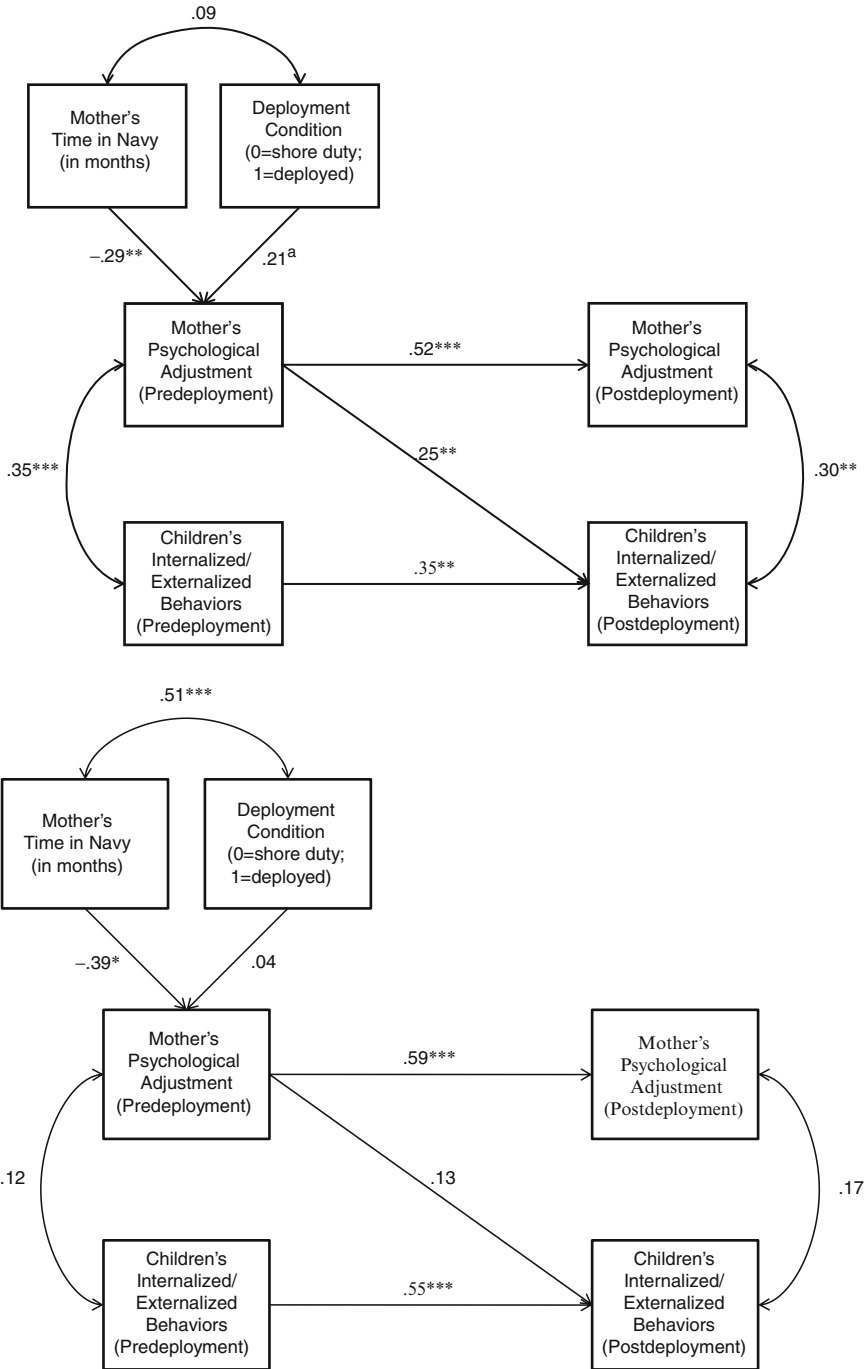 .09
Mother's
Time in Navy
(in months)
Deployment
Condition
(0=shore duty;
1=deployed)
–.29**
.21a
Mother's
Psychological
Adjustment
(Predeployment)
.52***
Mother's
Psychological
Adjustment
(Postdeployment)
.25**
.35***
.30**
Children's
Internalized/
Externalized
Behaviors
(Predeployment)
.35**
Children's
Internalized/
Externalized
Behaviors
(Postdeployment)
.51***
Mother's
Time in Navy
(in months)
Deployment
Condition
(0=shore duty;
1=deployed)
–.39*
.04
Mother's
Psychological
Adjustment
(Predeployment)
.59***
Mother's
Psychological
Adjustment
(Postdeployment)
.12
.13
.17
Children's
Internalized/
Externalized
Behaviors
(Predeployment)
.55***
Children's
Internalized/
Externalized
Behaviors
(Postdeployment)